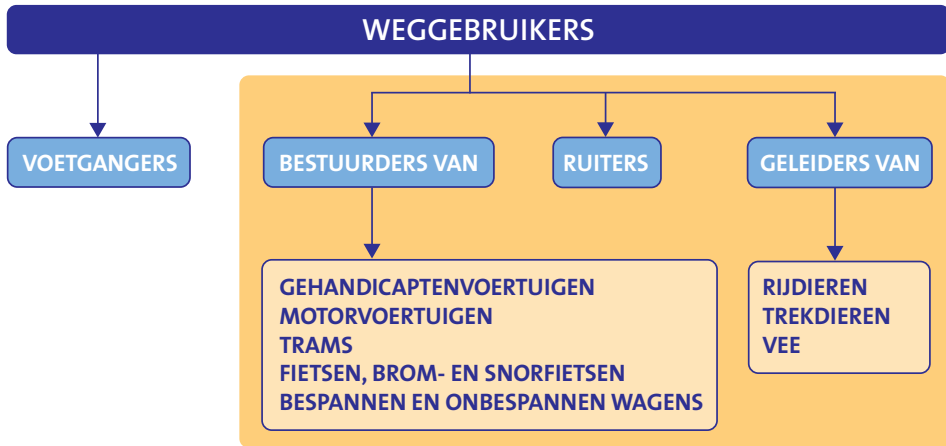 WEGGEBRUIKERS
VOETGANGERS
BESTUURDERS VAN
RUITERS
GELEIDERS VAN
GEHANDICAPTENVOERTUIGEN
MOTORVOERTUIGEN
TRAMS
FIETSEN, BROM- EN SNORFIETSEN
BESPANNEN EN ONBESPANNEN WAGENS
RIJDIEREN
TREKDIEREN
VEE